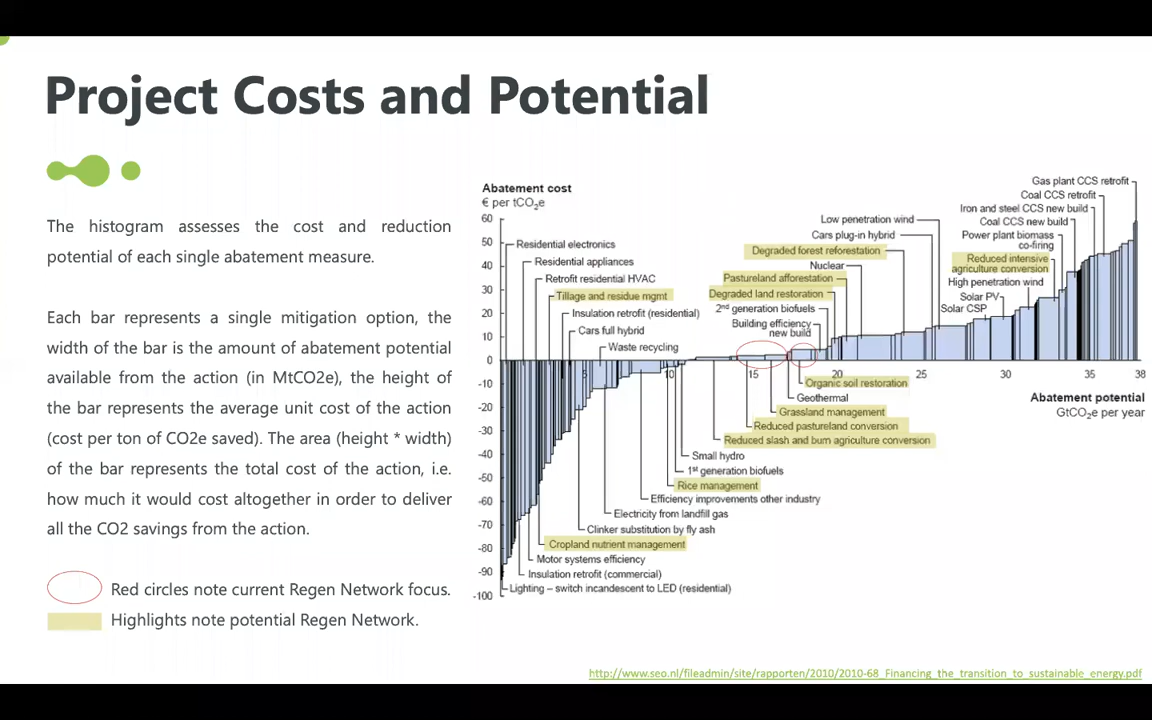 Project Costs and Potential
The histogram assesses the cost and reduction
potential of each single abatement measure.
Each bar represents a single mitigation option, the
width of the bar is the amount of abatement potential
available from the action (in MtCO2e), the height of
the bar represents the average unit cost of the action
(cost per ton of CO2e saved). The area (height * width)
of the bar represents the total cost of the action, i.e.
how much it would cost altogether in order to deliver
all the CO2 savings from the action.
Red circles note current Regen Network focus.
Highlights note potential Regen Network.
Abatement cost
€ per tCO₂e
60
50
40
30
20
10
0
-10
-20
-30
-40
-50
-60
-70
-80
-90
-100
Residential electronics
Residential appliances
Retrofit residential HVAC
Tillage and residue mgmt
Insulation retrofit (residential)
Cars full hybrid
Waste recycling
Low penetration wind
Cars plug-in hybrid
Degraded forest reforestation
Nuclear
Pastureland afforestation
Degraded land restoration
2nd generation biofuels
Building efficiency
new build
Gas plant CCS retrofit
Coal CCS retrofit
Iron and steel CCS new build
Coal CCS new build
Power plant biomass
co-firing
Reduced intensive
agriculture conversion
High penetration wind
Solar PV
Solar CSP
5
10
15
20
25
30
35
38
Abatement potential
GtCO₂e per year
Organic soil restoration
Geothermal
Grassland management
Reduced pastureland conversion
Reduced slash and burn agriculture conversion
Small hydro
1st generation biofuels
Rice management
Efficiency improvements other industry
Electricity from landfill gas
Clinker substitution by fly ash
Cropland nutrient management
Motor systems efficiency
Insulation retrofit (commercial)
Lighting – switch incandescent to LED (residential)
http://www.seo.nl/fileadmin/site/rapporten/2010/2010-68_Financing_the_transition_to_sustainable_energy.pdf